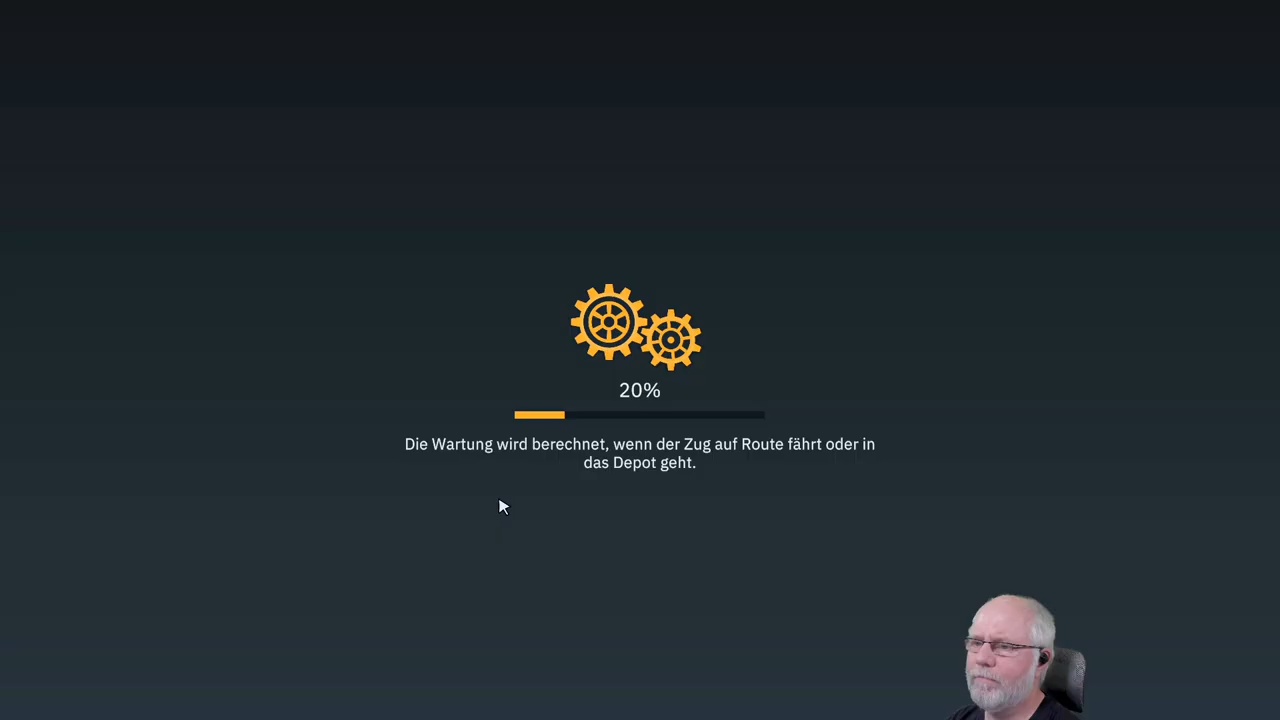 20%
Die Wartung wird berechnet, wenn der Zug auf Route fährt oder in
das Depot geht.